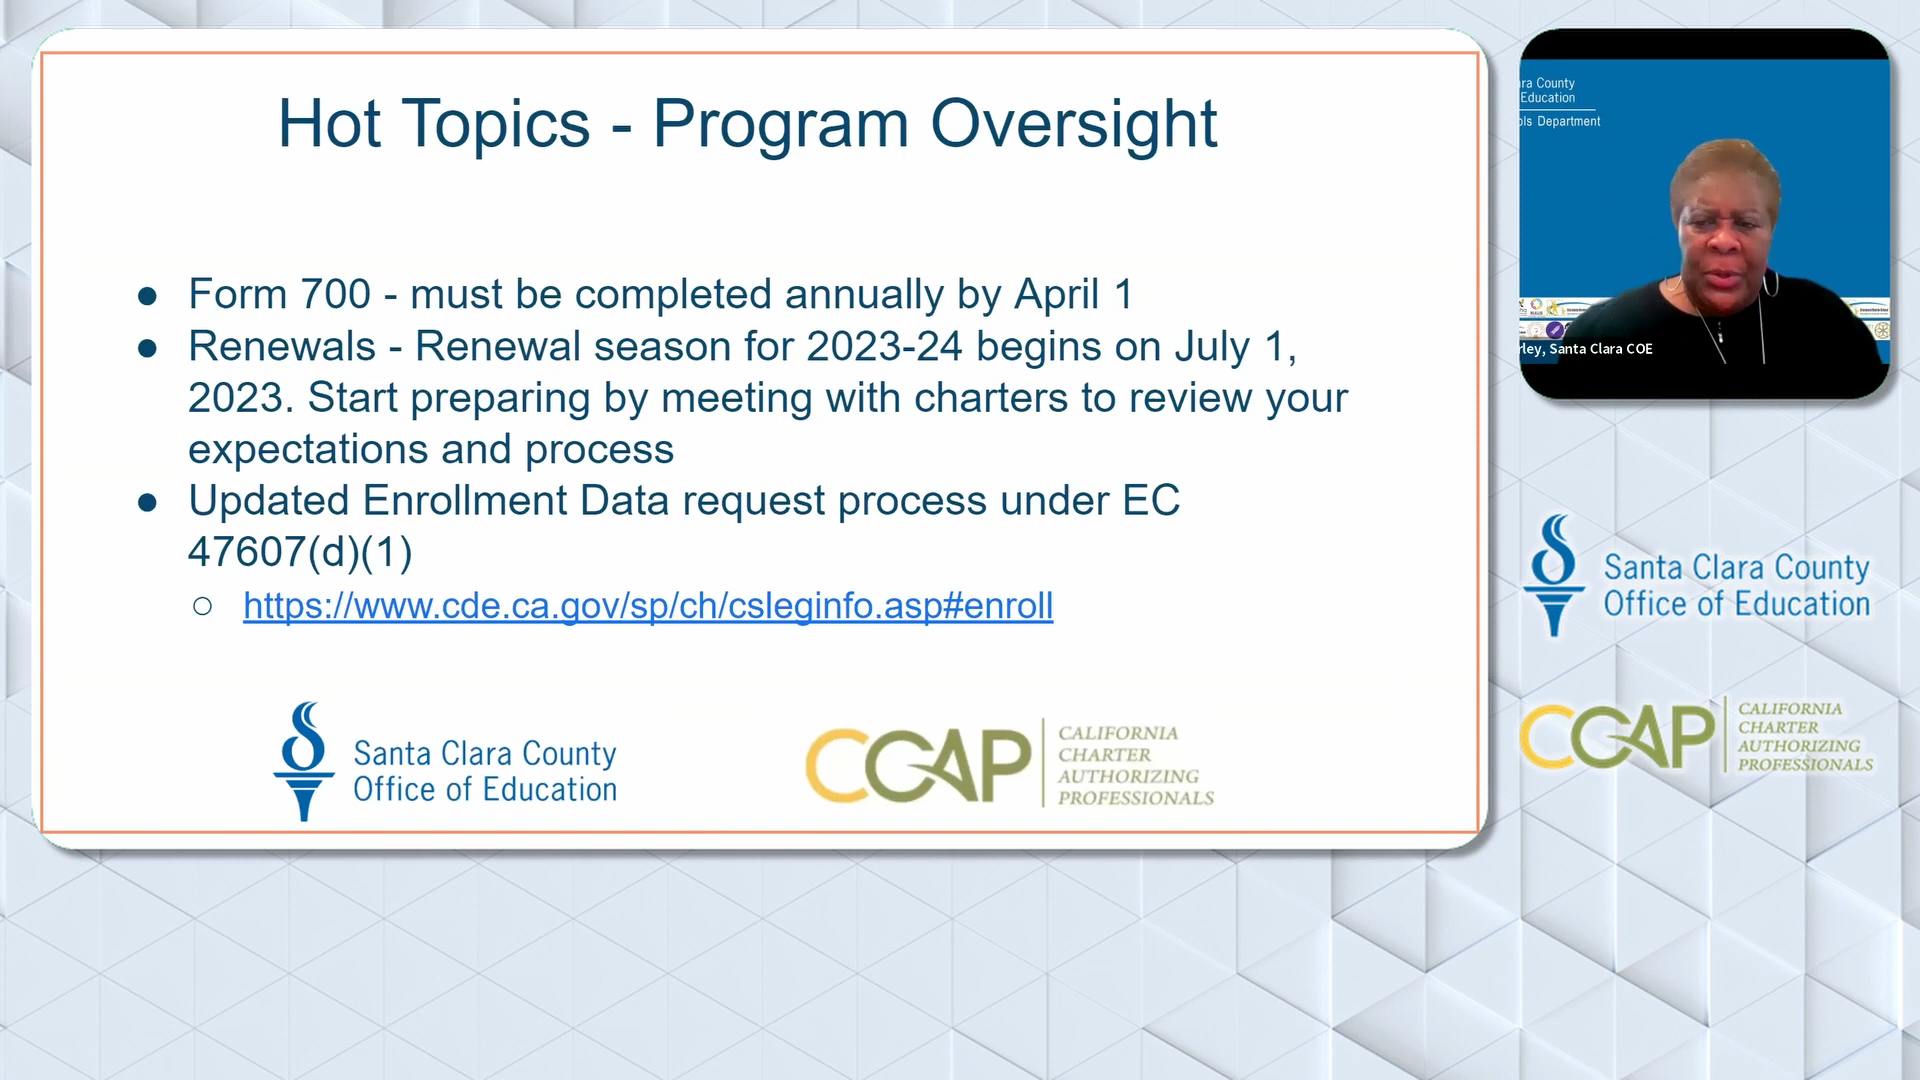 Hot Topics - Program Oversight
● Form 700 - must be completed annually by April 1
● Renewals - Renewal season for 2023-24 begins on July 1,
2023. Start preparing by meeting with charters to review your
expectations and process
● Updated Enrollment Data request process under EC
47607(d)(1)
○ https://www.cde.ca.gov/sp/ch/csleginfo.asp#enroll
Santa Clara County
Office of Education
CCAP
CALIFORNIA
CHARTER
AUTHORIZING
PROFESSIONALS
ra County
Education
ols Department
rley, Santa Clara COE
Santa Clara County
Office of Education
CCAP
CALIFORNIA
CHARTER
AUTHORIZING
PROFESSIONALS